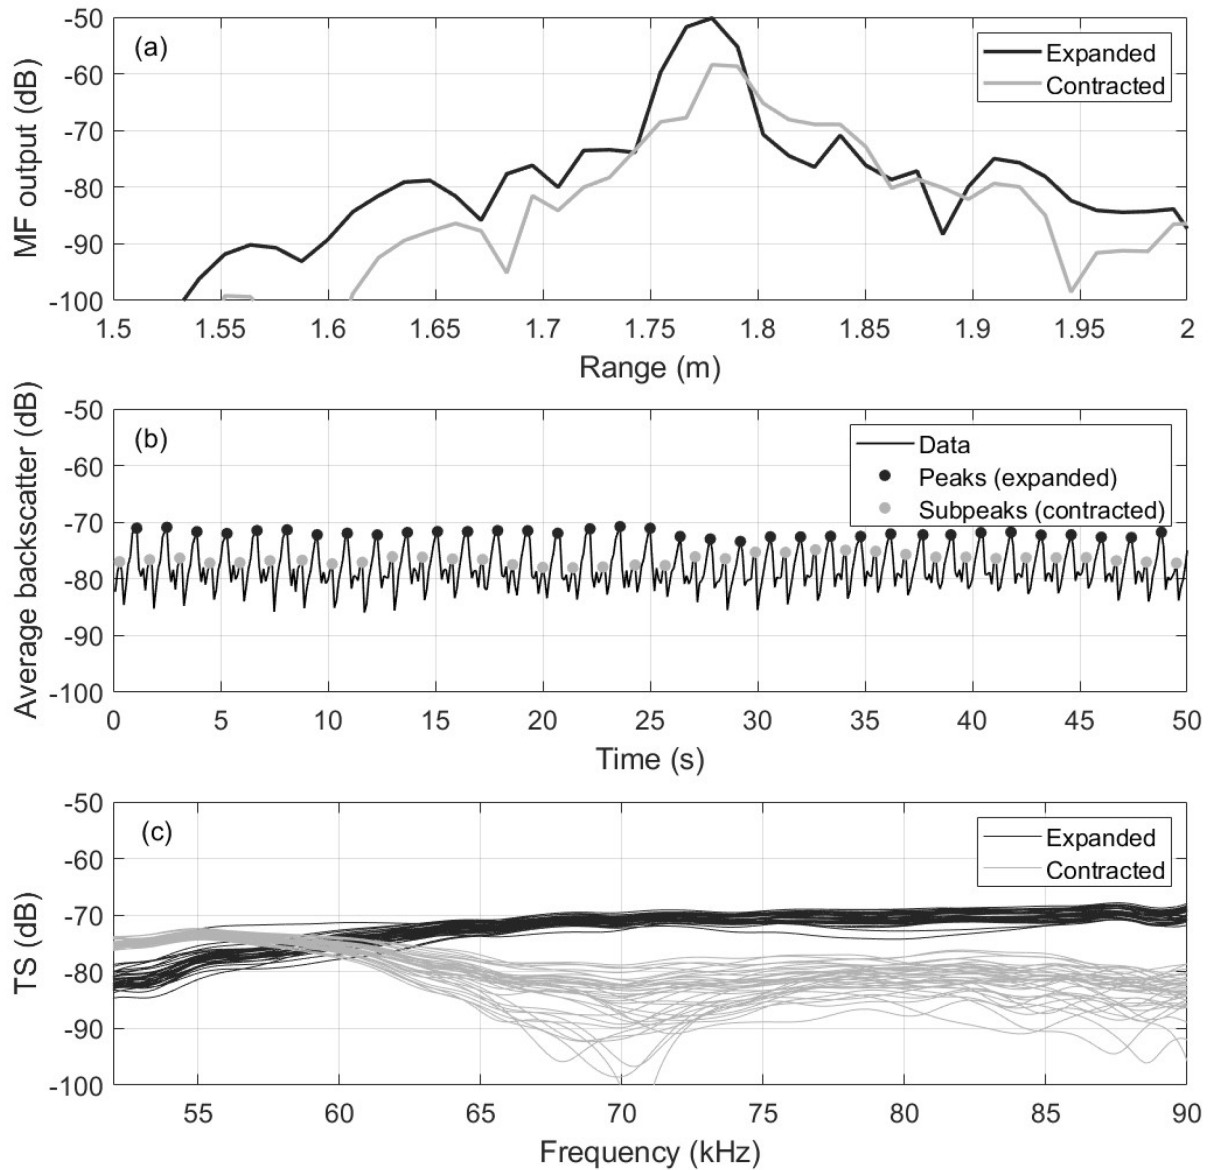 -50
(a)
Expanded
-60
Contracted
-70
-80
-90
-100
MF output (dB)
1.5 1.55 1.6 1.65 1.7 1.75 1.8 1.85 1.9 1.95 2
Range (m)
-50
(b)
Data
-60
Peaks (expanded)
Subpeaks (contracted)
-70
-80
-90
-100
Average backscatter (dB)
0 5 10 15 20 25 30 35 40 45 50
Time (s)
-50
(c)
Expanded
-60
Contracted
-70
-80
-90
-100
TS (dB)
55 60 65 70 75 80 85 90
Frequency (kHz)